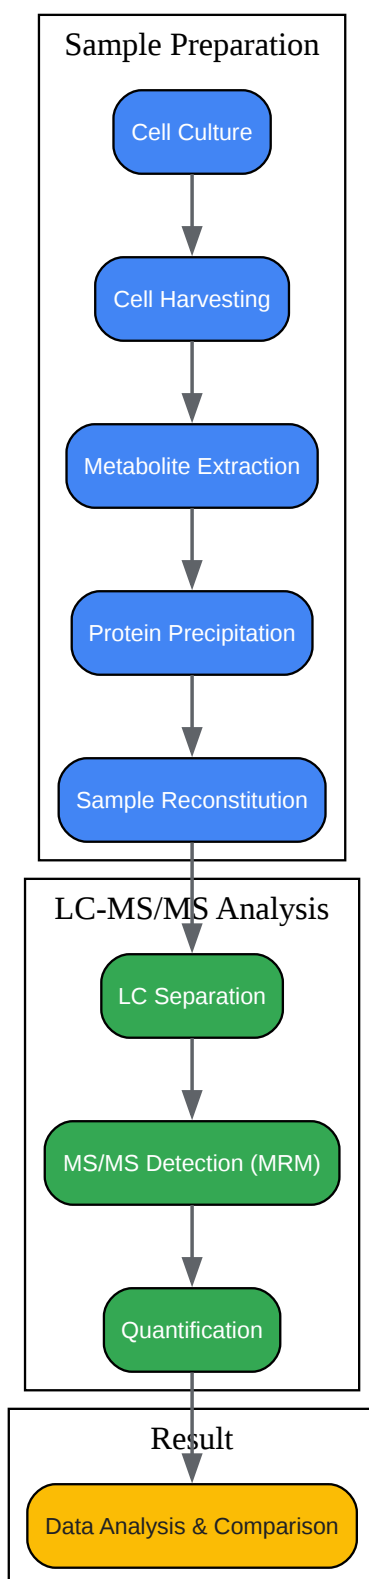 Sample Preparation
Cell Culture
Cell Harvesting
Metabolite Extraction
Protein Precipitation
Sample Reconstitution
LC-MS/MS Analysis
LC Separation
MS/MS Detection (MRM)
Quantification
Result
Data Analysis & Comparison